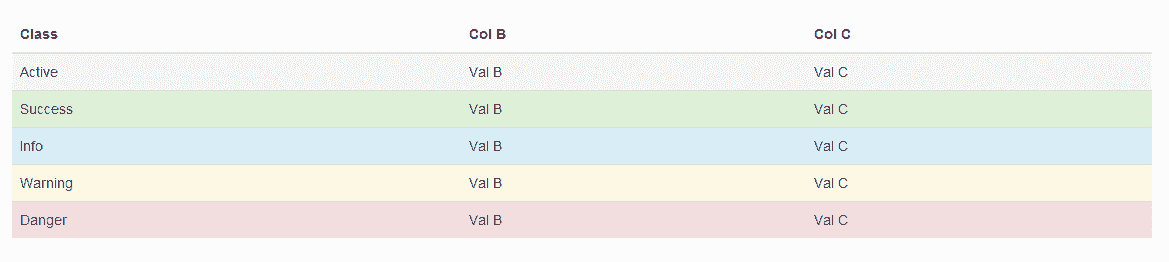 Class Col B Col C
Active Val B Val C
Success Val B Val C
Info Val B Val C
Warning Val B Val C
Danger Val B Val C